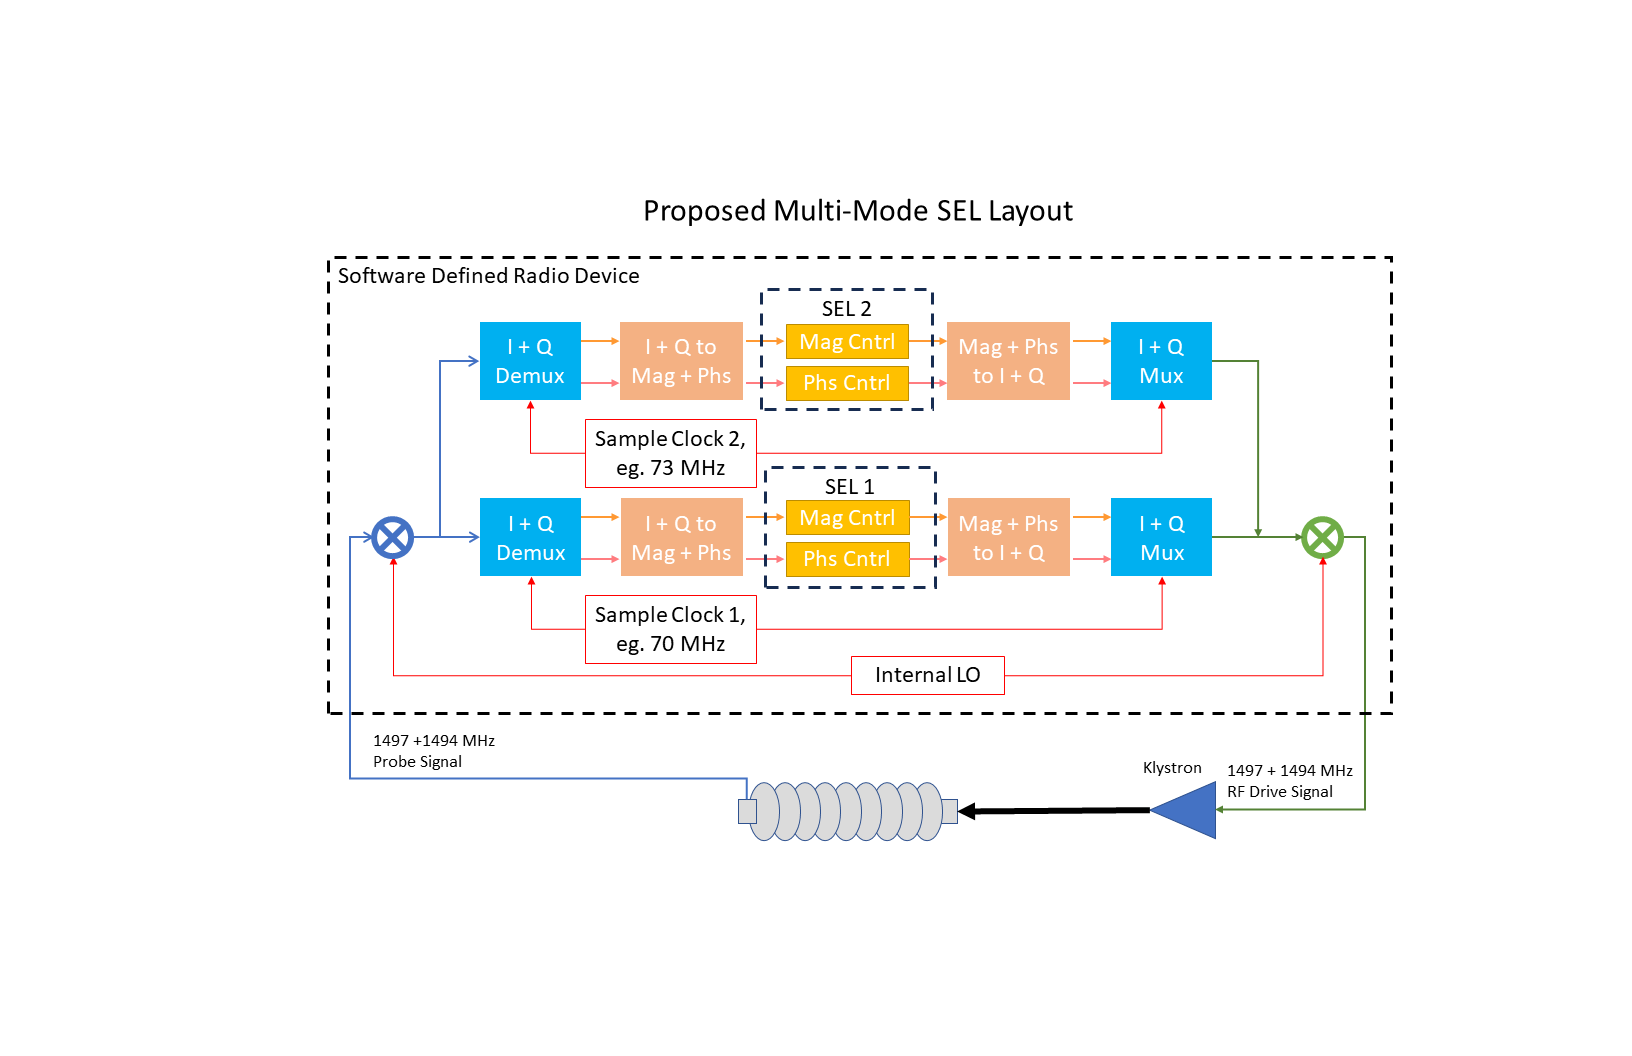 Proposed Multi-Mode SEL Layout
Software Defined Radio Device
SEL 2
I + Q
Demux
I + Q to
Mag + Phs
Mag Cntrl
Phs Cntrl
Mag + Phs
to I + Q
I + Q
Mux
Sample Clock 2,
eg. 73 MHz
SEL 1
I + Q
Demux
I + Q to
Mag + Phs
Mag Cntrl
Phs Cntrl
Mag + Phs
to I + Q
I + Q
Mux
Sample Clock 1,
eg. 70 MHz
Internal LO
1497 +1494 MHz
Probe Signal
Klystron
1497 + 1494 MHz
RF Drive Signal